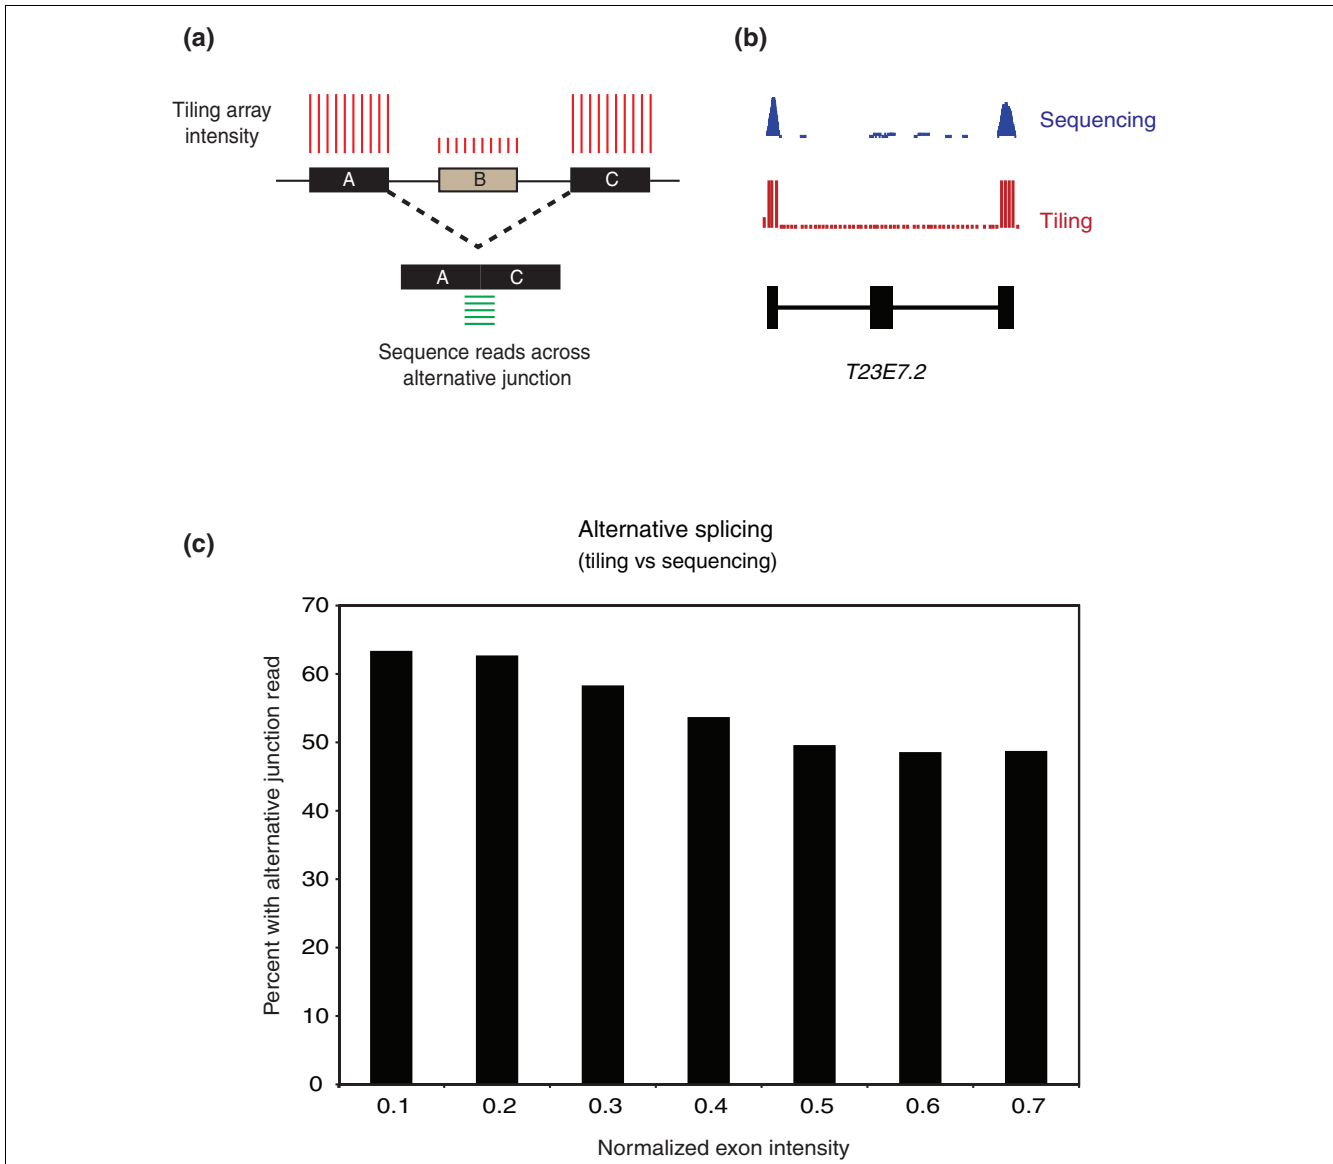 (a)
Tiling array
intensity
A
B
C
A
C
Sequence reads across
alternative junction
(b)
Sequencing
Tiling
T23E7.2
(c)
Alternative splicing
(tiling vs sequencing)
Percent with alternative junction read
70
60
50
40
30
20
10
0
0.1
0.2
0.3
0.4
0.5
0.6
0.7
Normalized exon intensity